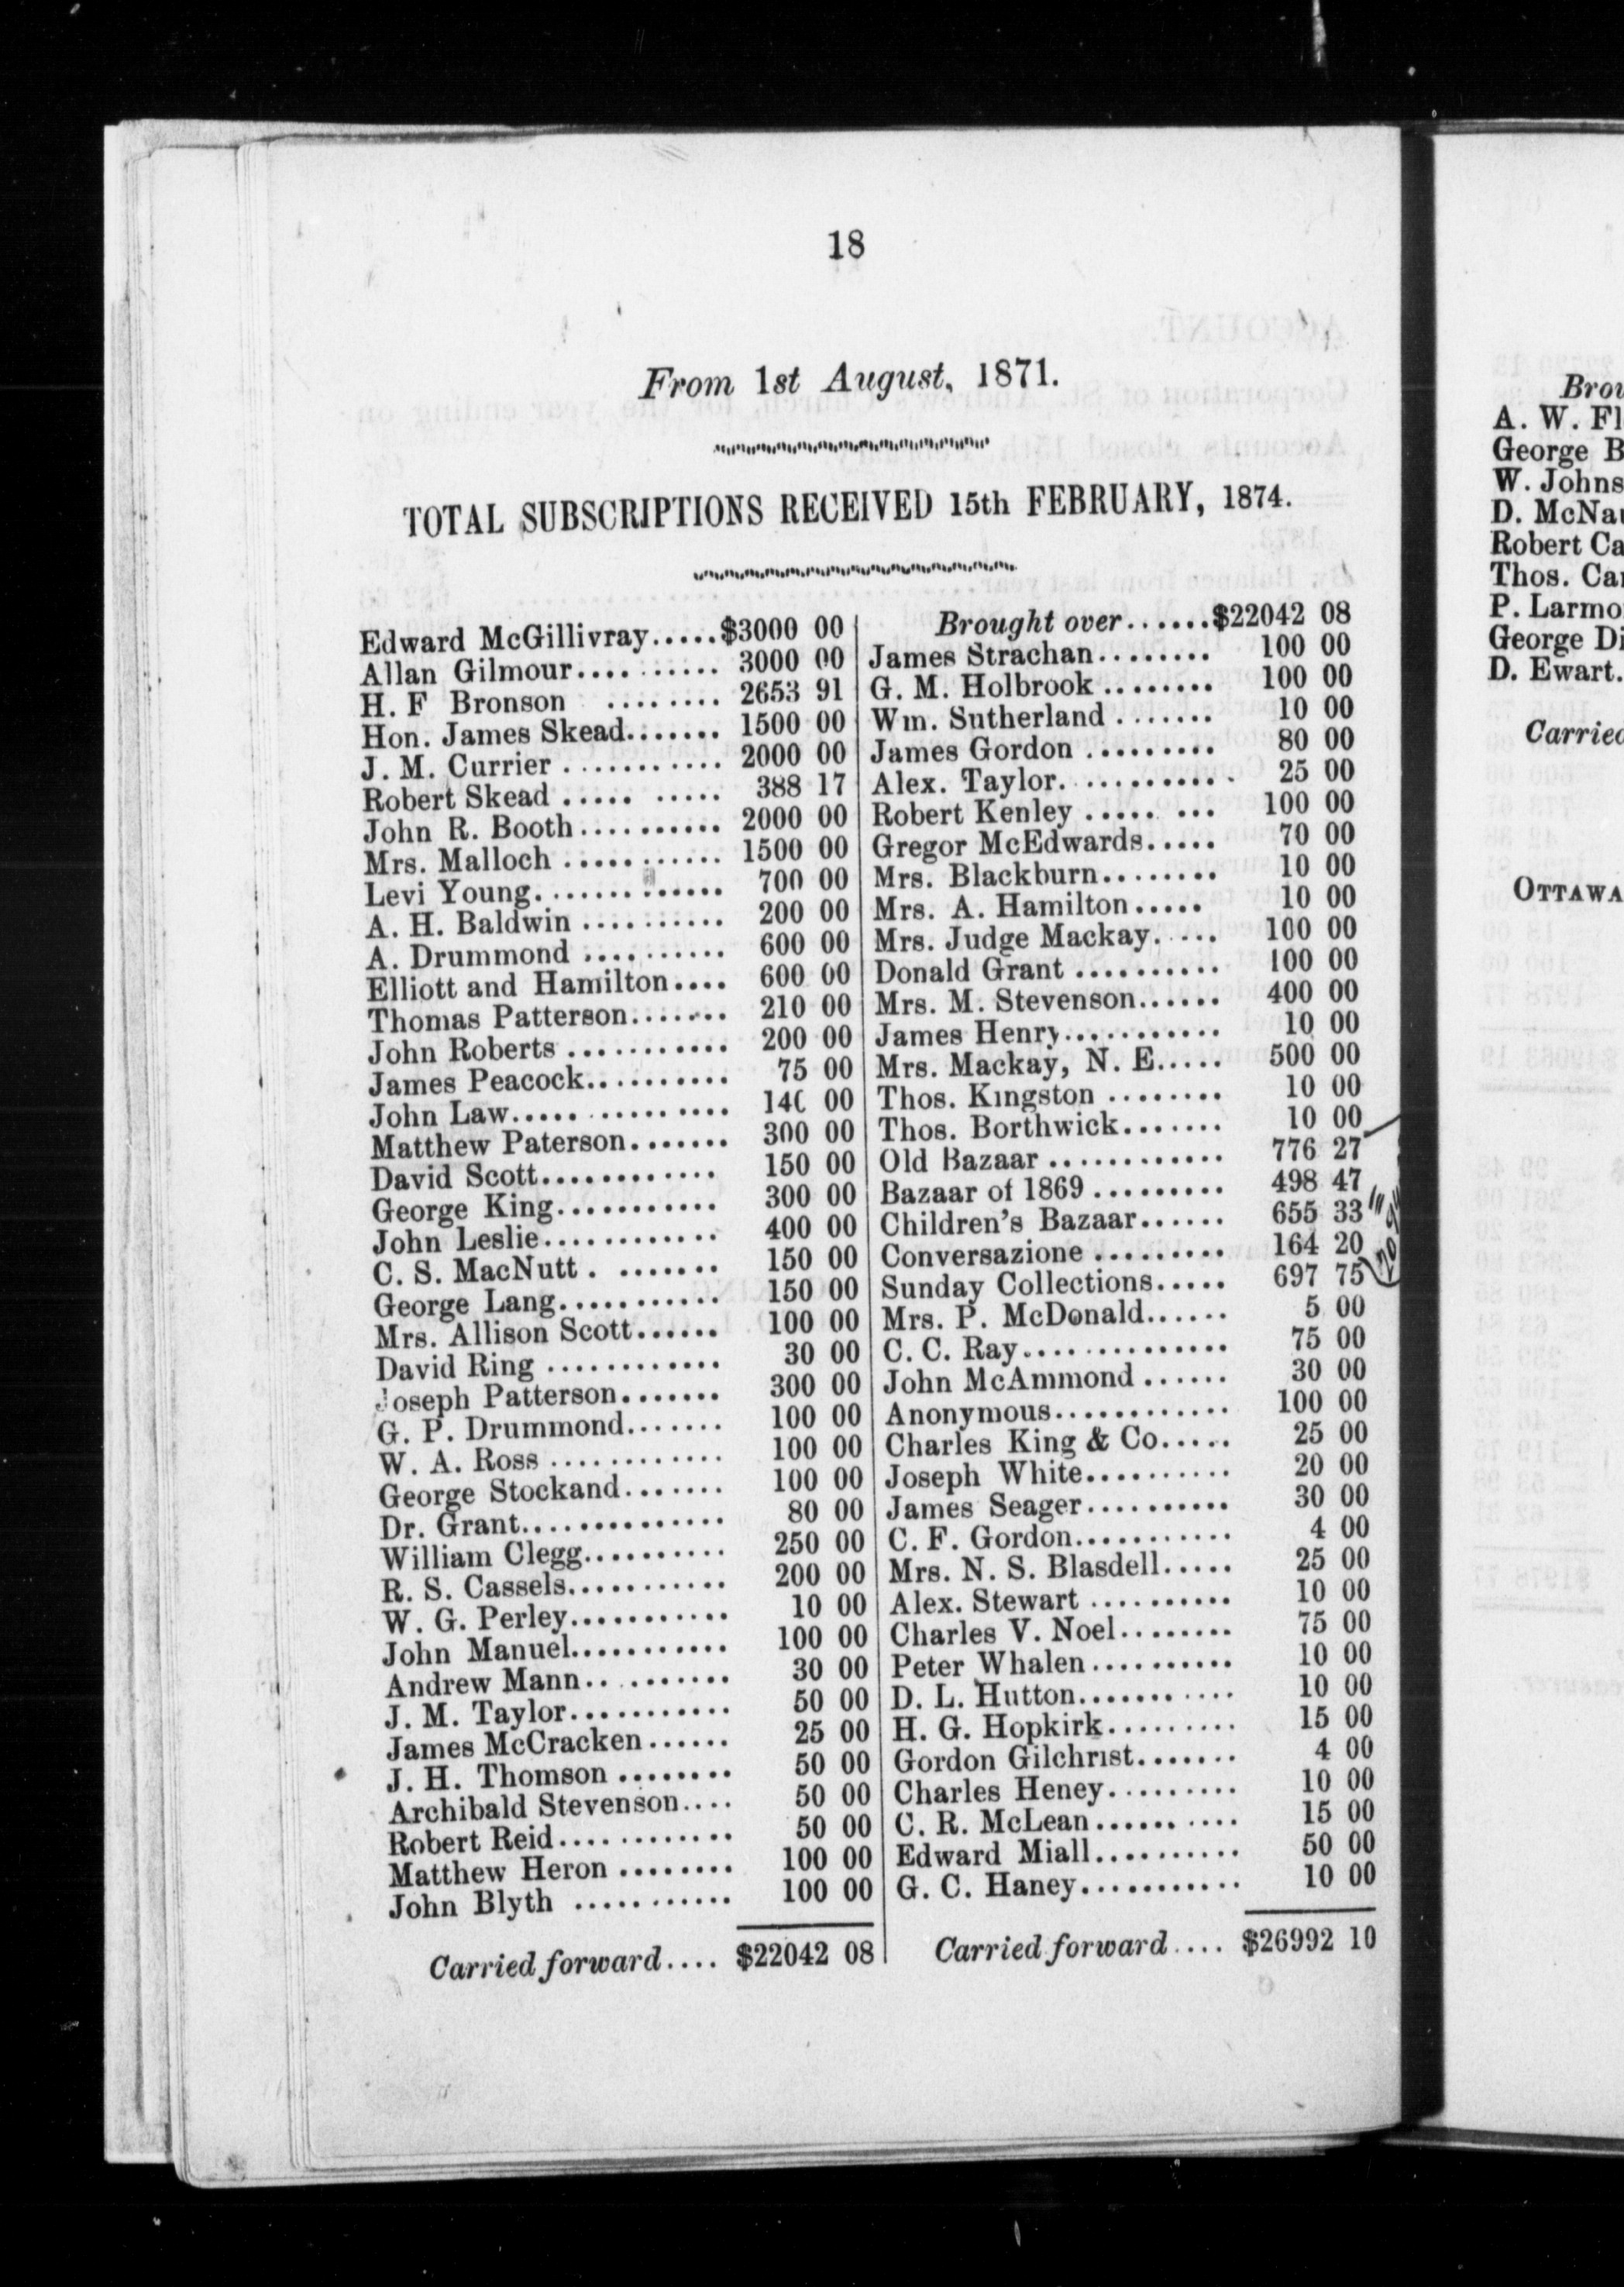 18
From 1st August, 1871.
TOTAL SUBSCRIPTIONS RECEIVED 15th FEBRUARY, 1874.
Edward McGillivray.....$3000 00
Allan Gilmour........... 3000 00
H. F Bronson ........ 2653 91
Hon. James Skead....... 1500 00
J. M. Currier ............ 2000 00
Robert Skead ..... ..... 388 17
John R. Booth.......... 2000 00
Mrs. Malloch ........... 1500 00
Levi Young............. 700 00
A. H. Baldwin .......... 200 00
A. Drummond .......... 600 00
Elliott and Hamilton.... 600 00
Thomas Patterson....... 210 00
John Roberts ........... 200 00
James Peacock.......... 75 00
John Law............... 140 00
Matthew Paterson....... 300 00
David Scott............ 150 00
George King........... 300 00
John Leslie............ 400 00
C. S. MacNutt . ....... 150 00
George Lang........... 150 00
Mrs. Allison Scott...... 100 00
David Ring ............ 30 00
Joseph Patterson....... 300 00
G. P. Drummond....... 100 00
W. A. Ross ............ 100 00
George Stockand....... 100 00
Dr. Grant.............. 80 00
William Clegg.......... 250 00
R. S. Cassels........... 200 00
W. G. Perley........... 10 00
John Manuel........... 100 00
Andrew Mann.......... 30 00
J. M. Taylor........... 50 00
James McCracken...... 25 00
J. H. Thomson ........ 50 00
Archibald Stevenson.... 50 00
Robert Reid............ 50 00
Matthew Heron ........ 100 00
John Blyth ........... 100 00
Carried forward.... $22042 08
Brought over......$22042 08
James Strachan........ 100 00
G. M. Holbrook ........ 100 00
Wm. Sutherland ....... 10 00
James Gordon ......... 80 00
Alex. Taylor........... 25 00
Robert Kenley ..... ... 100 00
Gregor McEdwards..... 70 00
Mrs. Blackburn........ 10 00
Mrs. A. Hamilton..... 10 00
Mrs. Judge Mackay..... 100 00
Donald Grant .......... 100 00
Mrs. M. Stevenson...... 400 00
James Henry........... 10 00
Mrs. Mackay, N. E..... 500 00
Thos. Kingston ........ 10 00
Thos. Borthwick....... 10 00
Old Bazaar ............ 776 27
Bazaar of 1869 ......... 498 47
Children's Bazaar...... 655 33
Conversazione ......... 164 20
Sunday Collections..... 697 75
Mrs. P. McDonald...... 5 00
C. C. Ray.............. 75 00
John McAmmond ...... 30 00
Anonymous............ 100 00
Charles King & Co..... 25 00
Joseph White.......... 20 00
James Seager.......... 30 00
C. F. Gordon........... 4 00
Mrs. N. S. Blasdell..... 25 00
Alex. Stewart .......... 10 00
Charles V. Noel........ 75 00
Peter Whalen.......... 10 00
D. L. Hutton........... 10 00
H. G. Hopkirk......... 15 00
Gordon Gilchrist....... 4 00
Charles Heney......... 10 00
C. R. McLean.......... 15 00
Edward Miall.......... 50 00
G. C. Haney........... 10 00
Carried forward.... $26992 10
A. W.
George
W.
D.
Robert
Thos.
P.
George
D. Ewart.
OTTAWA